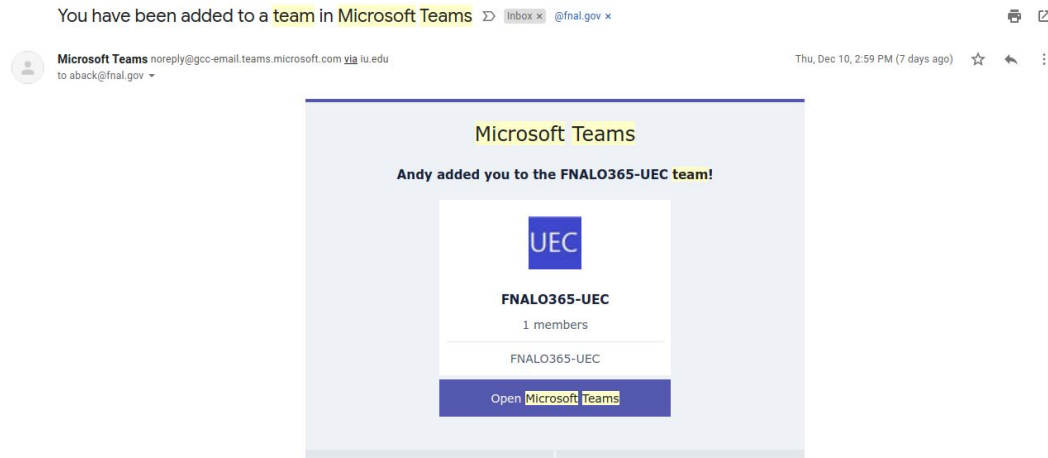 You have been added to a team in Microsoft Teams Inbox × @fnal.gov ×
Microsoft Teams noreply@gcc-email.teams.microsoft.com via iu.edu Thu, Dec 10, 2:59 PM (7 days ago)
to aback@fnal.gov
Microsoft Teams
Andy added you to the FNALO365-UEC team!
UEC
FNALO365-UEC
1 members
FNALO365-UEC
Open Microsoft Teams